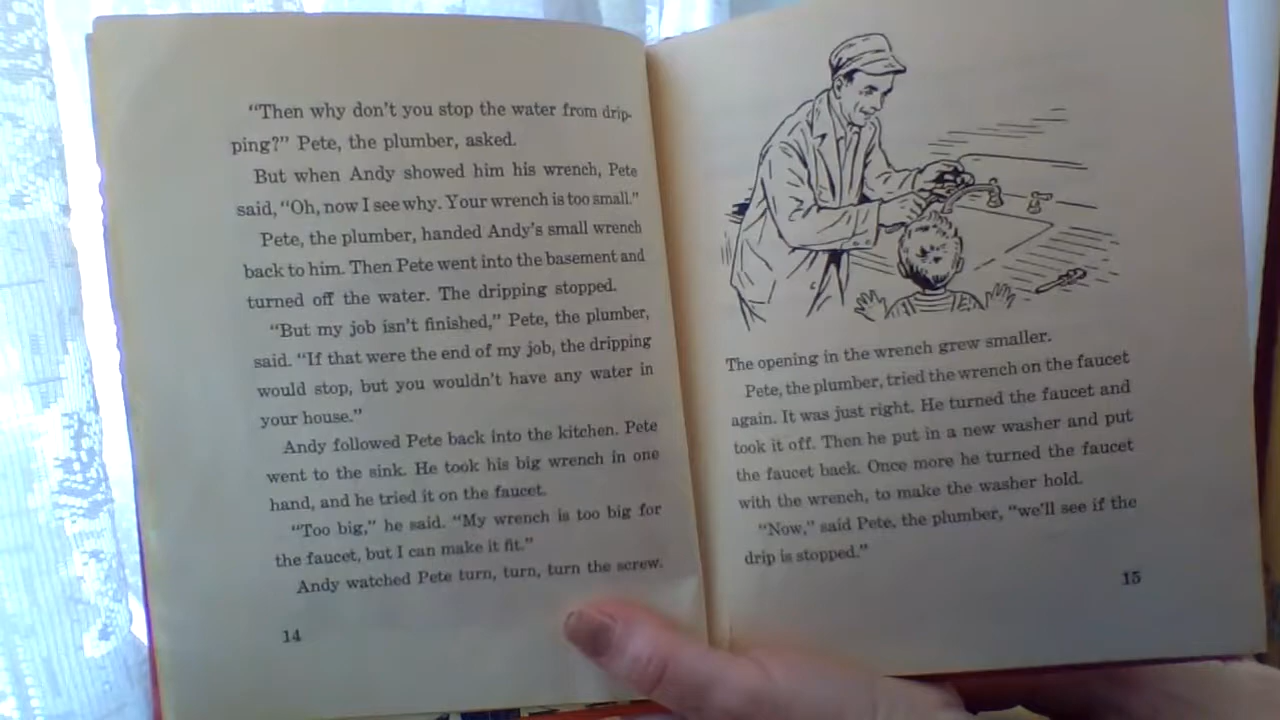 "Then why don't you stop the water from drip-
ping?" Pete, the plumber, asked.
But when Andy showed him his wrench, Pete
said, "Oh, now I see why. Your wrench is too small."
Pete, the plumber, handed Andy's small wrench
back to him. Then Pete went into the basement and
turned off the water. The dripping stopped.
"But my job isn't finished," Pete, the plumber,
said. "If that were the end of my job, the dripping
would stop, but you wouldn't have any water in
your house."
Andy followed Pete back into the kitchen. Pete
went to the sink. He took his big wrench in one
hand, and he tried it on the faucet.
"Too big," he said. "My wrench is too big for
the faucet, but I can make it fit."
Andy watched Pete turn, turn, turn the screw.
14
The opening in the wrench grew smaller.
Pete, the plumber, tried the wrench on the faucet
again. It was just right. He turned the faucet and
took it off. Then he put in a new washer and put
the faucet back. Once more he turned the faucet
with the wrench, to make the washer hold.
"Now," said Pete, the plumber, "we'll see if the
drip is stopped."
15